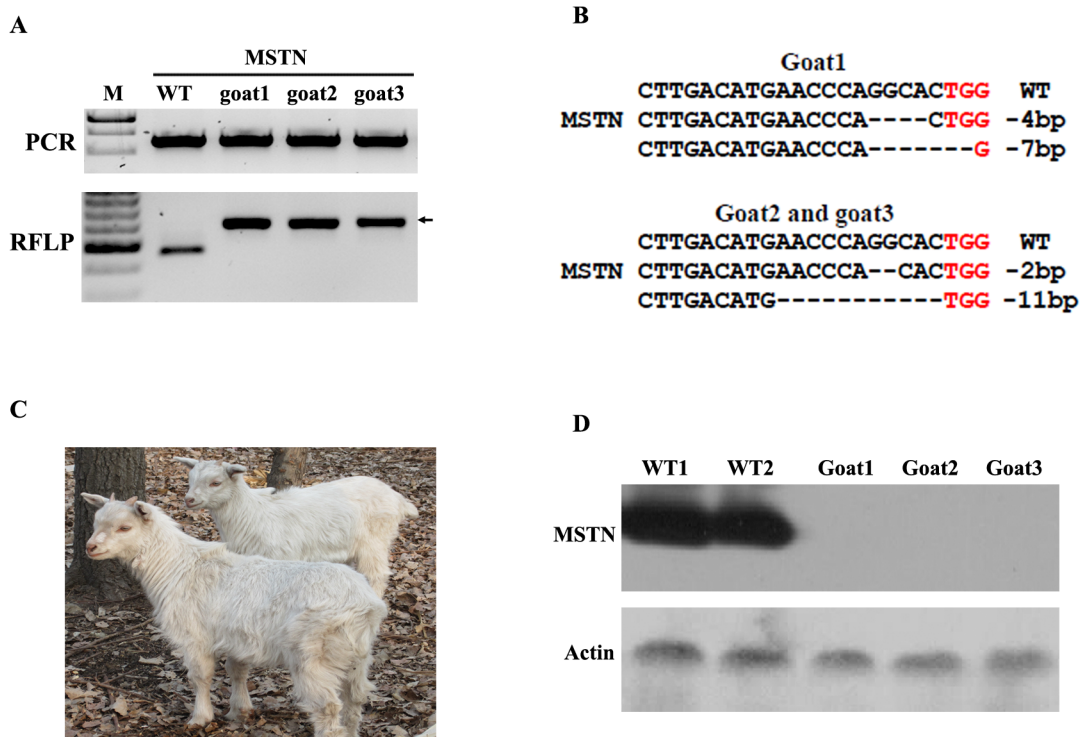 A
MSTN
M WT goat1 goat2 goat3
PCR
RFLP
B
Goat1
CTTGACATGAACCCAGGCACTGG WT
MSTN CTTGACATGAACCCA----CTGG -4bp
CTTGACATGAACCCA-------G -7bp
Goat2 and goat3
CTTGACATGAACCCAGGCACTGG WT
MSTN CTTGACATGAACCCA--CACTGG -2bp
CTTGACATG-----------TGG -11bp
C
D
WT1 WT2 Goat1 Goat2 Goat3
MSTN
Actin